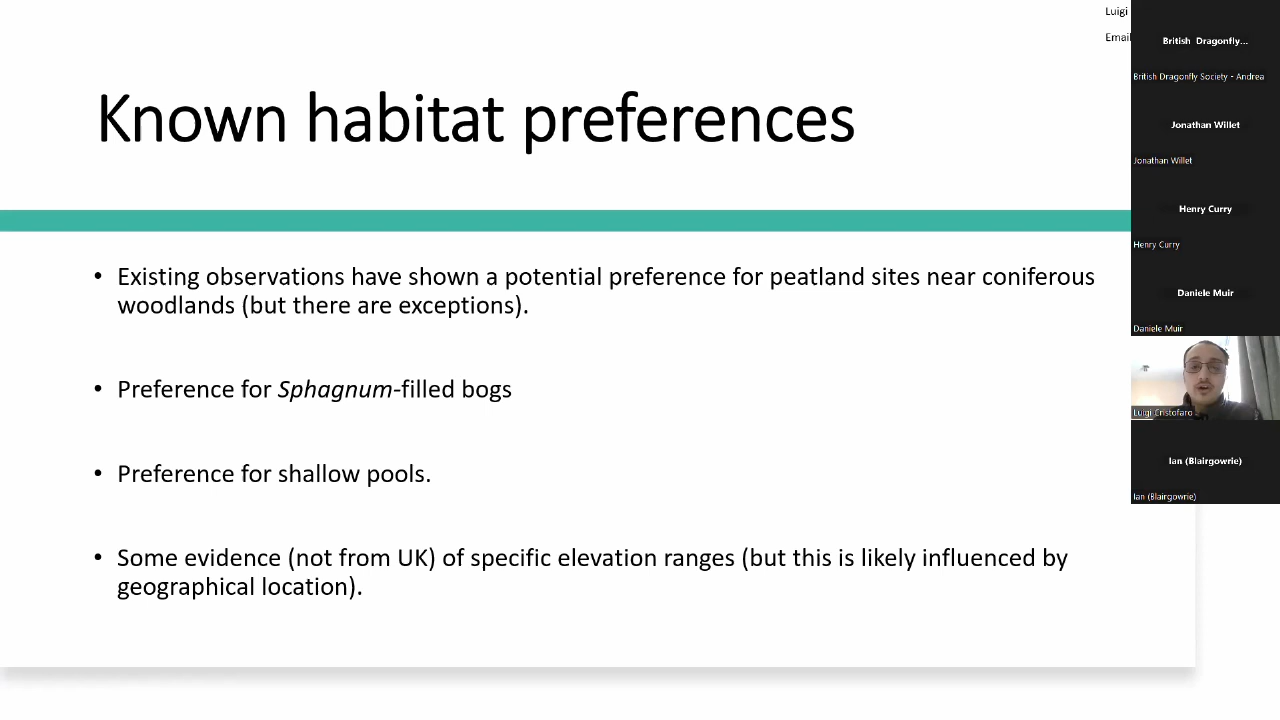 Luigi
Email
Known habitat preferences
• Existing observations have shown a potential preference for peatland sites near coniferous
woodlands (but there are exceptions).
• Preference for Sphagnum-filled bogs
• Preference for shallow pools.
• Some evidence (not from UK) of specific elevation ranges (but this is likely influenced by
geographical location).
British Dragonfly...
British Dragonfly Society - Andrea
Jonathan Willet
Jonathan Willet
Henry Curry
Henry Curry
Daniele Muir
Daniele Muir
Luigi Cristofaro
Ian (Blairgowrie)
Ian (Blairgowrie)